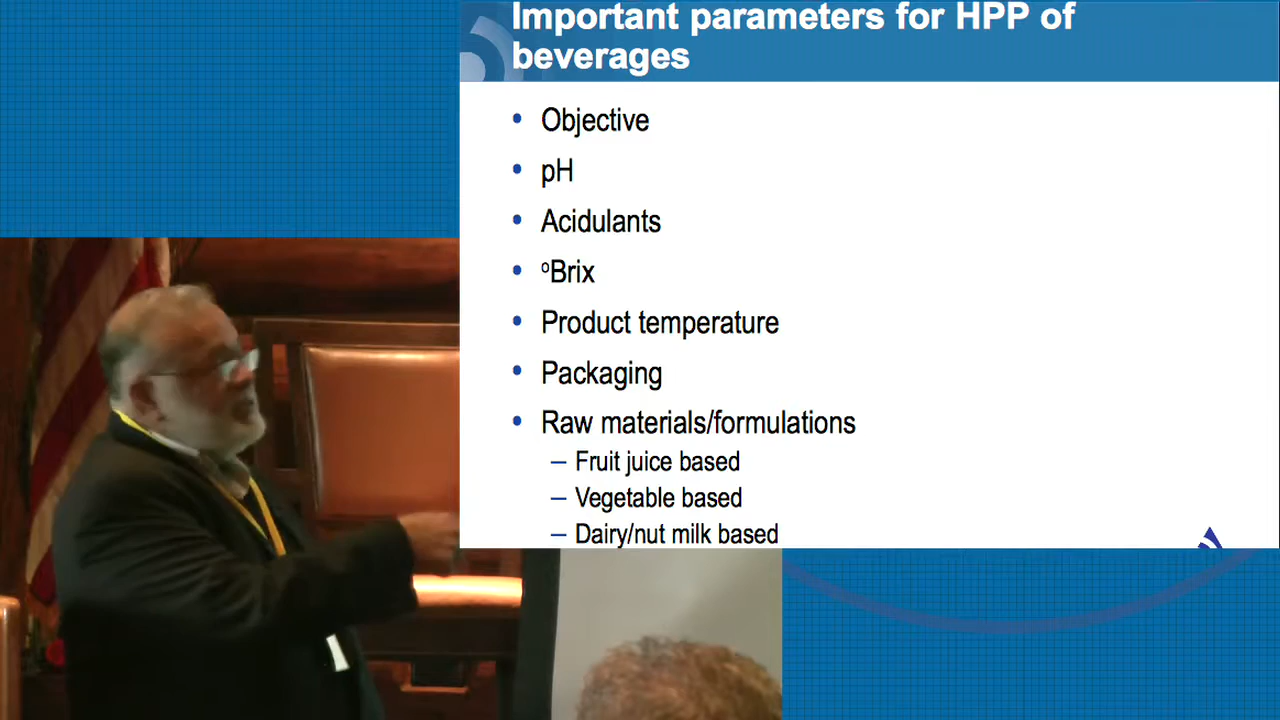 Important parameters for HPP of
beverages
• Objective
• pH
• Acidulants
• ºBrix
• Product temperature
• Packaging
• Raw materials/formulations
– Fruit juice based
– Vegetable based
– Dairy/nut milk based